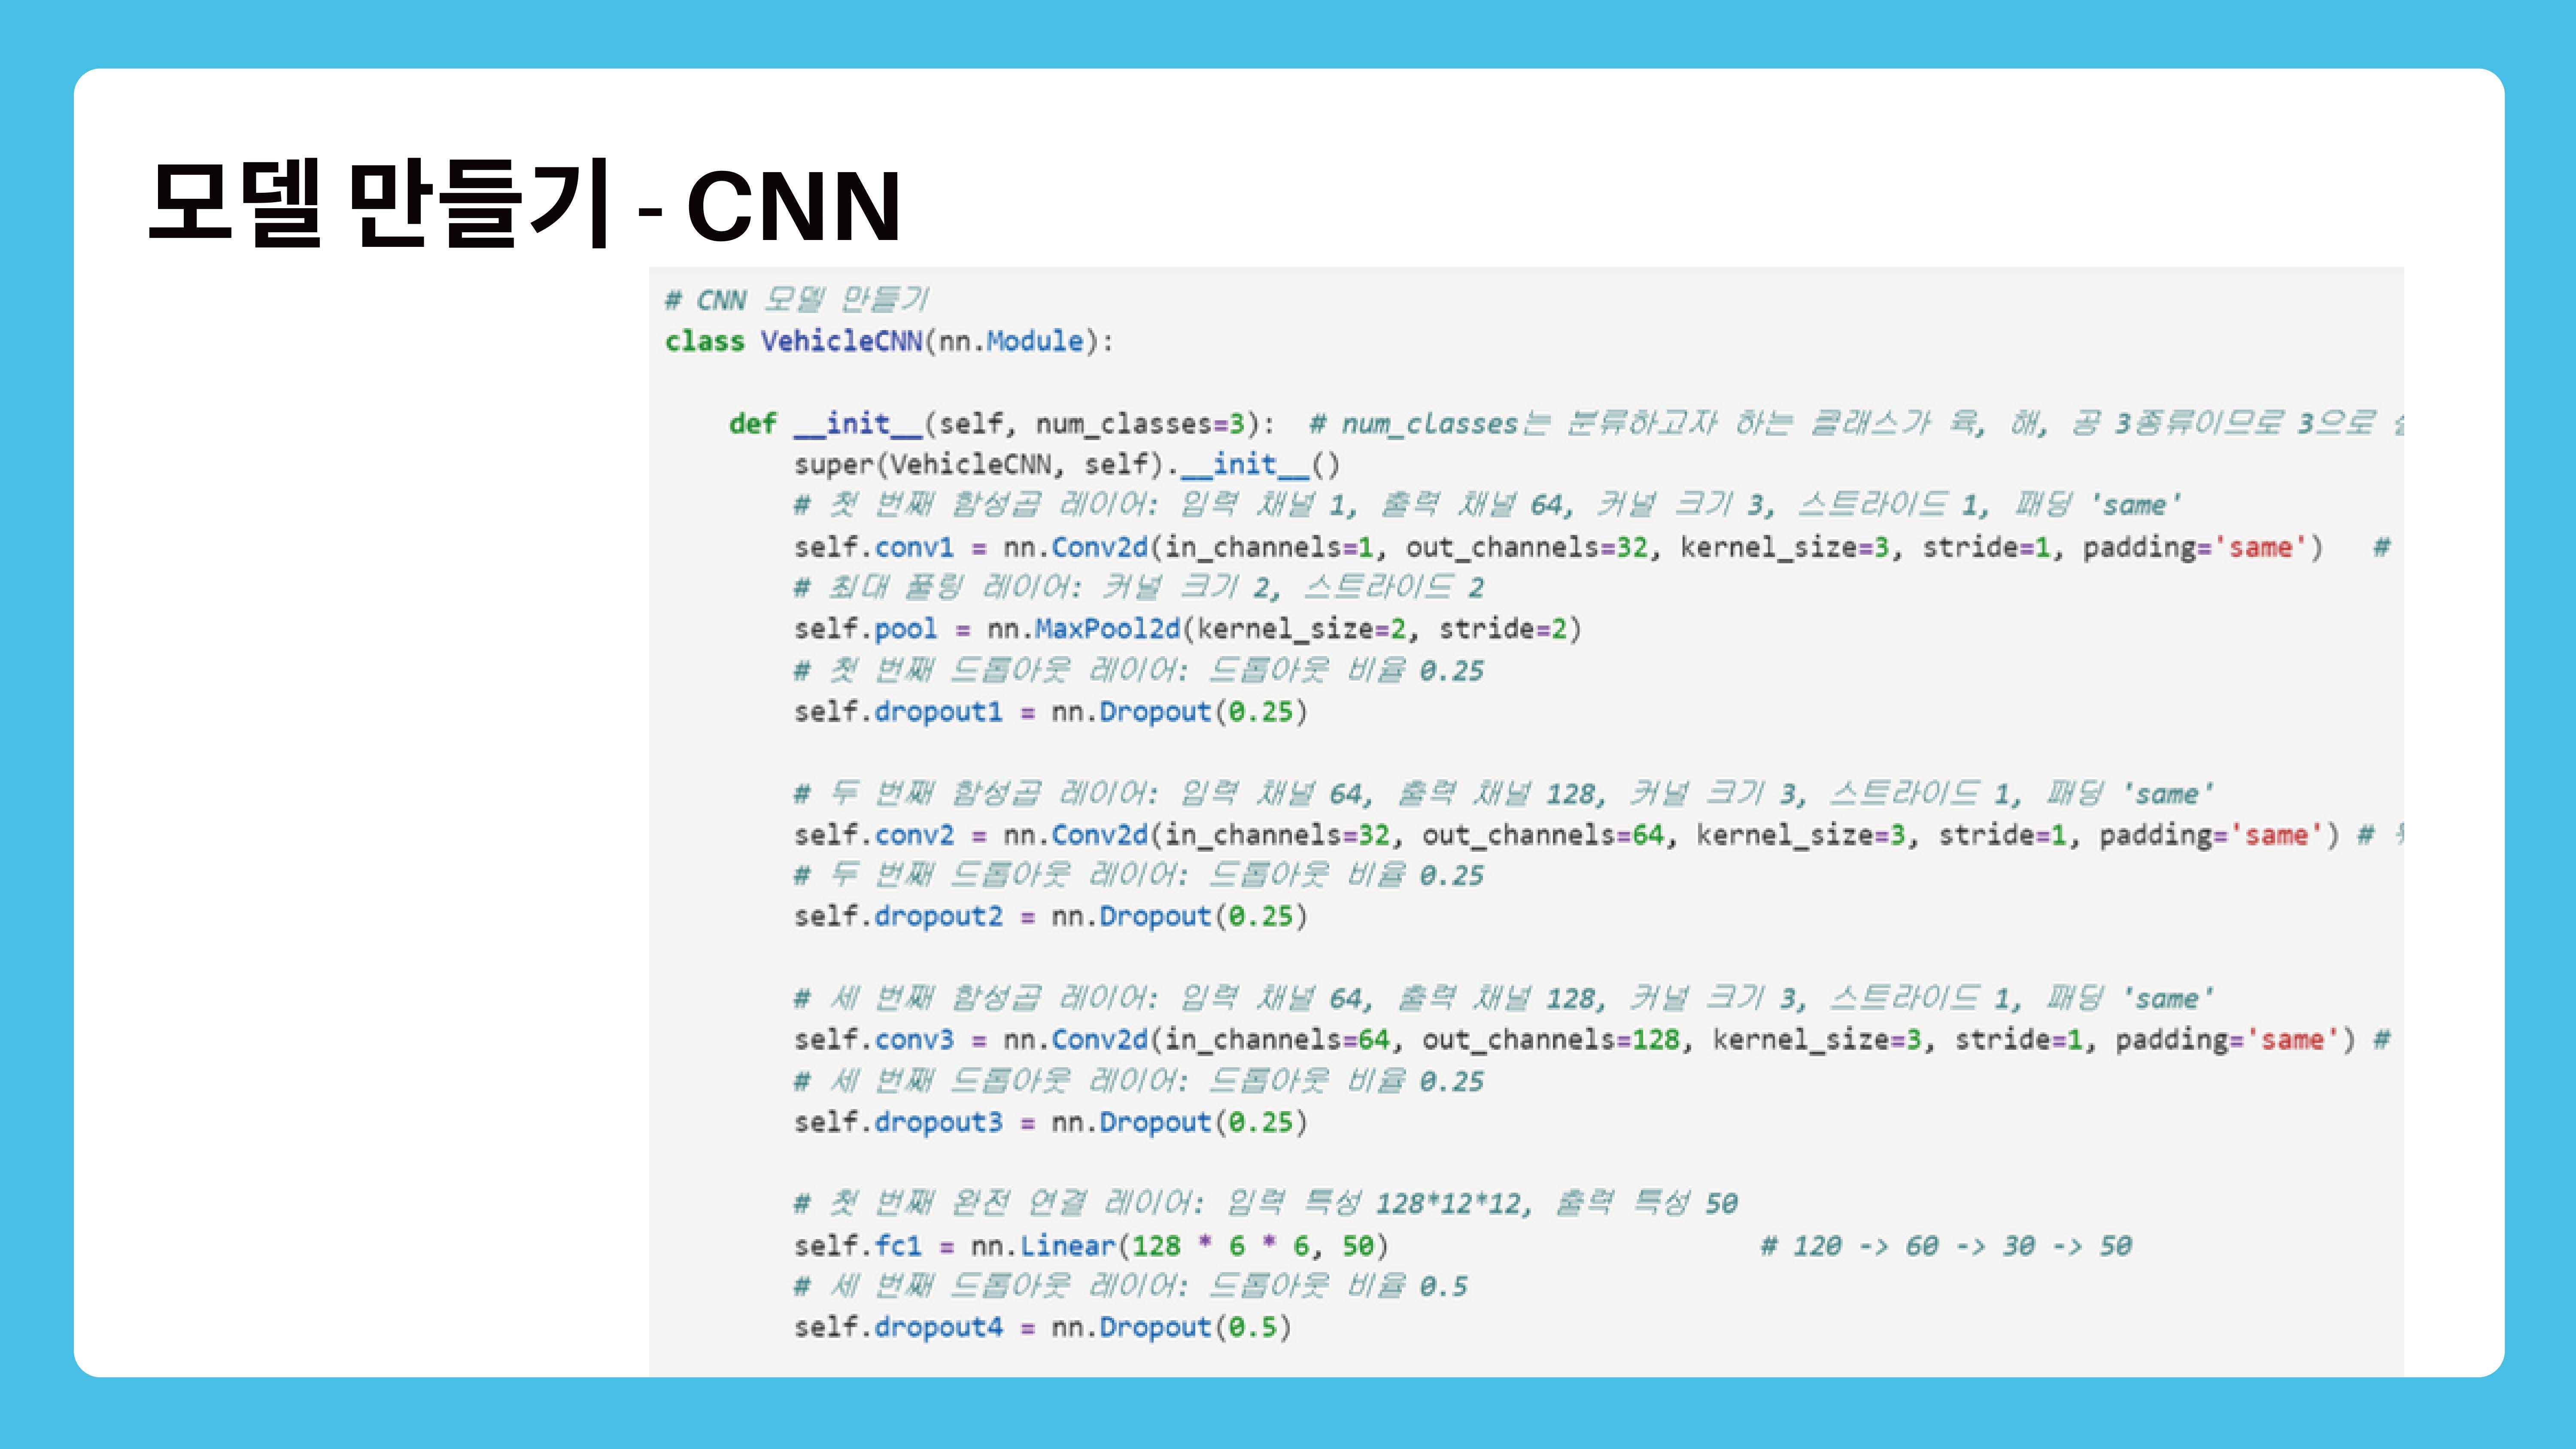 모델 만들기 - CNN
# CNN 모델 만들기
class VehicleCNN(nn.Module):
def __init__(self, num_classes=3):  # num_classes는 분류하고자 하는 클래스가 육, 해, 공 3종류이므로 3으로
super(VehicleCNN, self).__init__()
# 첫 번째 합성곱 레이어: 입력 채널 1, 출력 채널 64, 커널 크기 3, 스트라이드 1, 패딩 'same'
self.conv1 = nn.Conv2d(in_channels=1, out_channels=32, kernel_size=3, stride=1, padding='same')   #
# 최대 풀링 레이어: 커널 크기 2, 스트라이드 2
self.pool = nn.MaxPool2d(kernel_size=2, stride=2)
# 첫 번째 드롭아웃 레이어: 드롭아웃 비율 0.25
self.dropout1 = nn.Dropout(0.25)
# 두 번째 합성곱 레이어: 입력 채널 64, 출력 채널 128, 커널 크기 3, 스트라이드 1, 패딩 'same'
self.conv2 = nn.Conv2d(in_channels=32, out_channels=64, kernel_size=3, stride=1, padding='same') #
# 두 번째 드롭아웃 레이어: 드롭아웃 비율 0.25
self.dropout2 = nn.Dropout(0.25)
# 세 번째 합성곱 레이어: 입력 채널 64, 출력 채널 128, 커널 크기 3, 스트라이드 1, 패딩 'same'
self.conv3 = nn.Conv2d(in_channels=64, out_channels=128, kernel_size=3, stride=1, padding='same') #
# 세 번째 드롭아웃 레이어: 드롭아웃 비율 0.25
self.dropout3 = nn.Dropout(0.25)
# 첫 번째 완전 연결 레이어: 입력 특성 128*12*12, 출력 특성 50
self.fc1 = nn.Linear(128 * 6 * 6, 50)                       # 120 -> 60 -> 30 -> 50
# 세 번째 드롭아웃 레이어: 드롭아웃 비율 0.5
self.dropout4 = nn.Dropout(0.5)